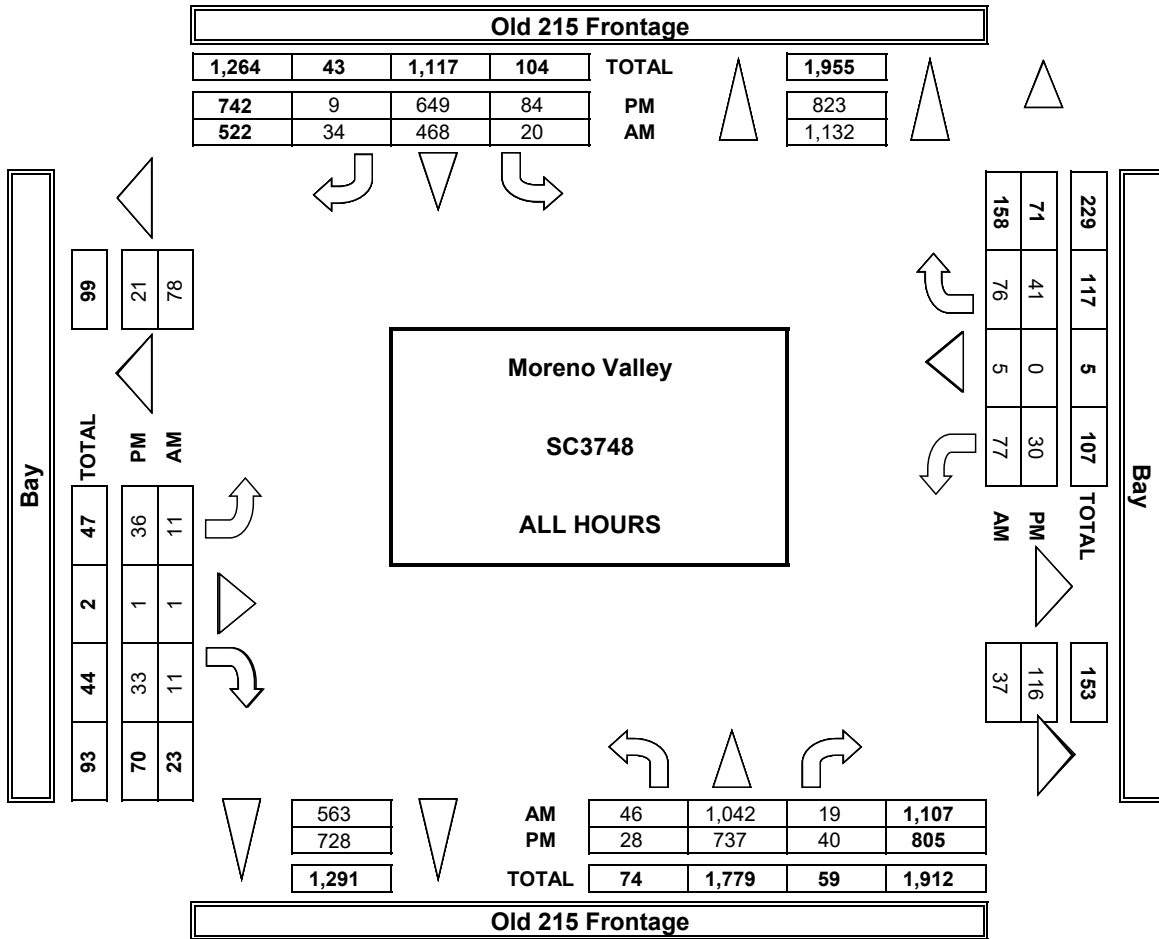 Old 215 Frontage
1,264 43 1,117 104 TOTAL 1,955
742 9 649 84 PM 823
522 34 468 20 AM 1,132
Bay
99 21 78
TOTAL PM AM
47 36 11
2 1 1
44 33 11
93 70 23
Moreno Valley
SC3748
ALL HOURS
158 71 229
76 41 117
5 0 5
77 30 107
AM PM TOTAL
37 116 153
Bay
563 AM 46 1,042 19 1,107
728 PM 28 737 40 805
1,291 TOTAL 74 1,779 59 1,912
Old 215 Frontage